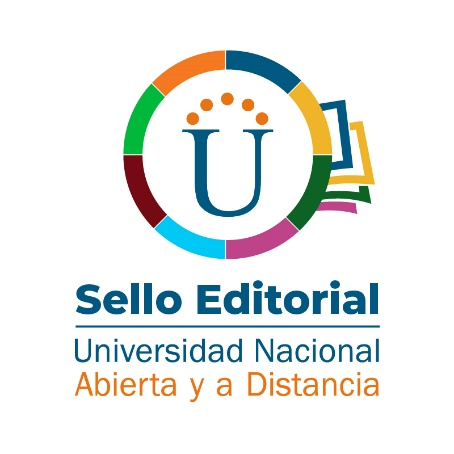 U
Sello Editorial
Universidad Nacional
Abierta y a Distancia